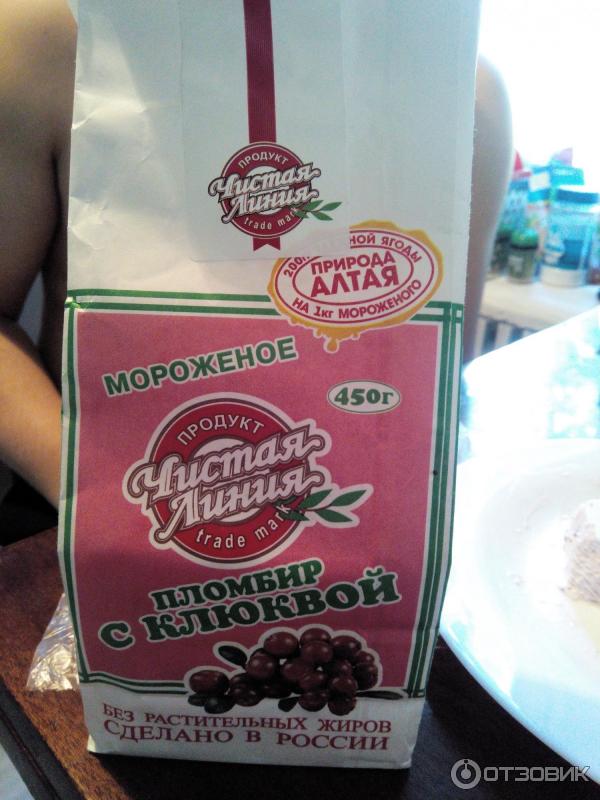 ПРОДУКТ
Чистая
Линия
trade mark
ЯГОДЫ
ПРИРОДА
АЛТАЯ
НА 1кг МОРОЖЕНОГО
МОРОЖЕНОЕ
450г
ПРОДУКТ
Чистая
Линия
trade mark
ПЛОМБИР
С КЛЮКВОЙ
БЕЗ РАСТИТЕЛЬНЫХ ЖИРОВ
СДЕЛАНО В РОССИИ
ОТЗОВИК